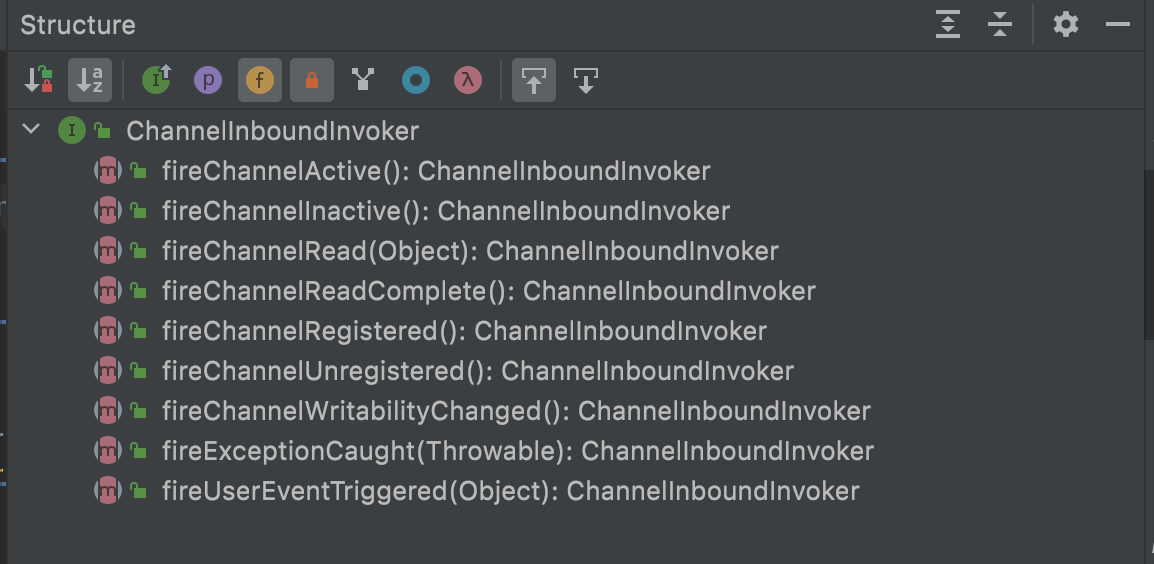 Structure
ChannelInboundInvoker
fireChannelActive(): ChannelInboundInvoker
fireChannelInactive(): ChannelInboundInvoker
fireChannelRead(Object): ChannelInboundInvoker
fireChannelReadComplete(): ChannelInboundInvoker
fireChannelRegistered(): ChannelInboundInvoker
fireChannelUnregistered(): ChannelInboundInvoker
fireChannelWritabilityChanged(): ChannelInboundInvoker
fireExceptionCaught(Throwable): ChannelInboundInvoker
fireUserEventTriggered(Object): ChannelInboundInvoker